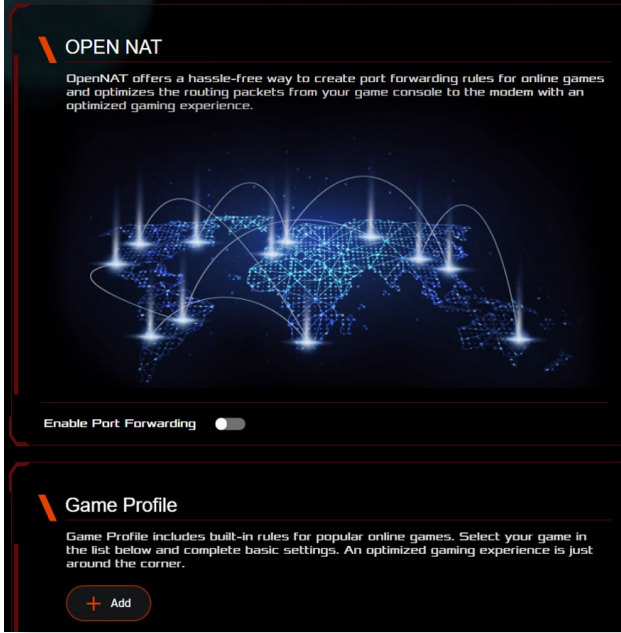 OPEN NAT
OpenNAT offers a hassle-free way to create port forwarding rules for online games
and optimizes the routing packets from your game console to the modem with an
optimized gaming experience.
Enable Port Forwarding
Game Profile
Game Profile includes built-in rules for popular online games. Select your game in
the list below and complete basic settings. An optimized gaming experience is just
around the corner.
+ Add